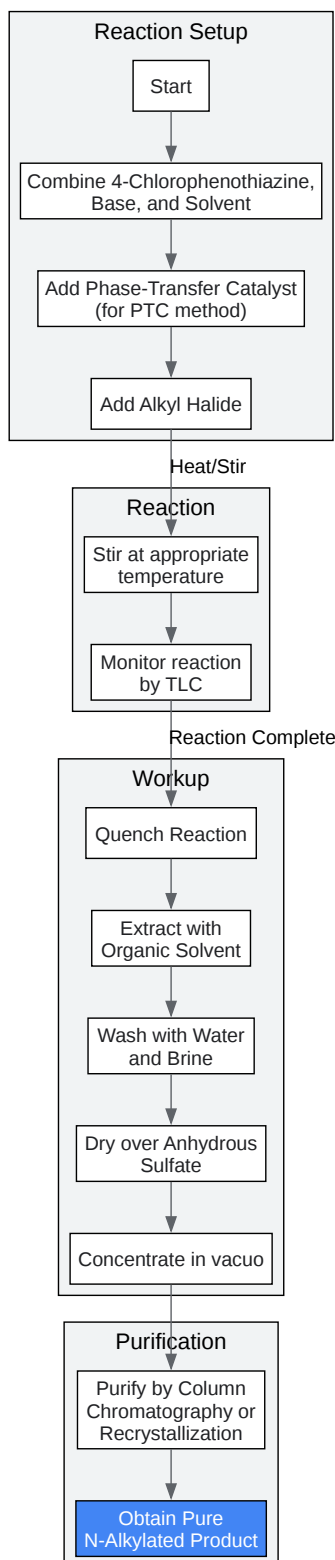 Reaction Setup
Start
Combine 4-Chlorophenothiazine,
Base, and Solvent
Add Phase-Transfer Catalyst
(for PTC method)
Add Alkyl Halide
Heat/Stir
Reaction
Stir at appropriate
temperature
Monitor reaction
by TLC
Reaction Complete
Workup
Quench Reaction
Extract with
Organic Solvent
Wash with Water
and Brine
Dry over Anhydrous
Sulfate
Concentrate in vacuo
Purification
Purify by Column
Chromatography or
Recrystallization
Obtain Pure
N-Alkylated Product